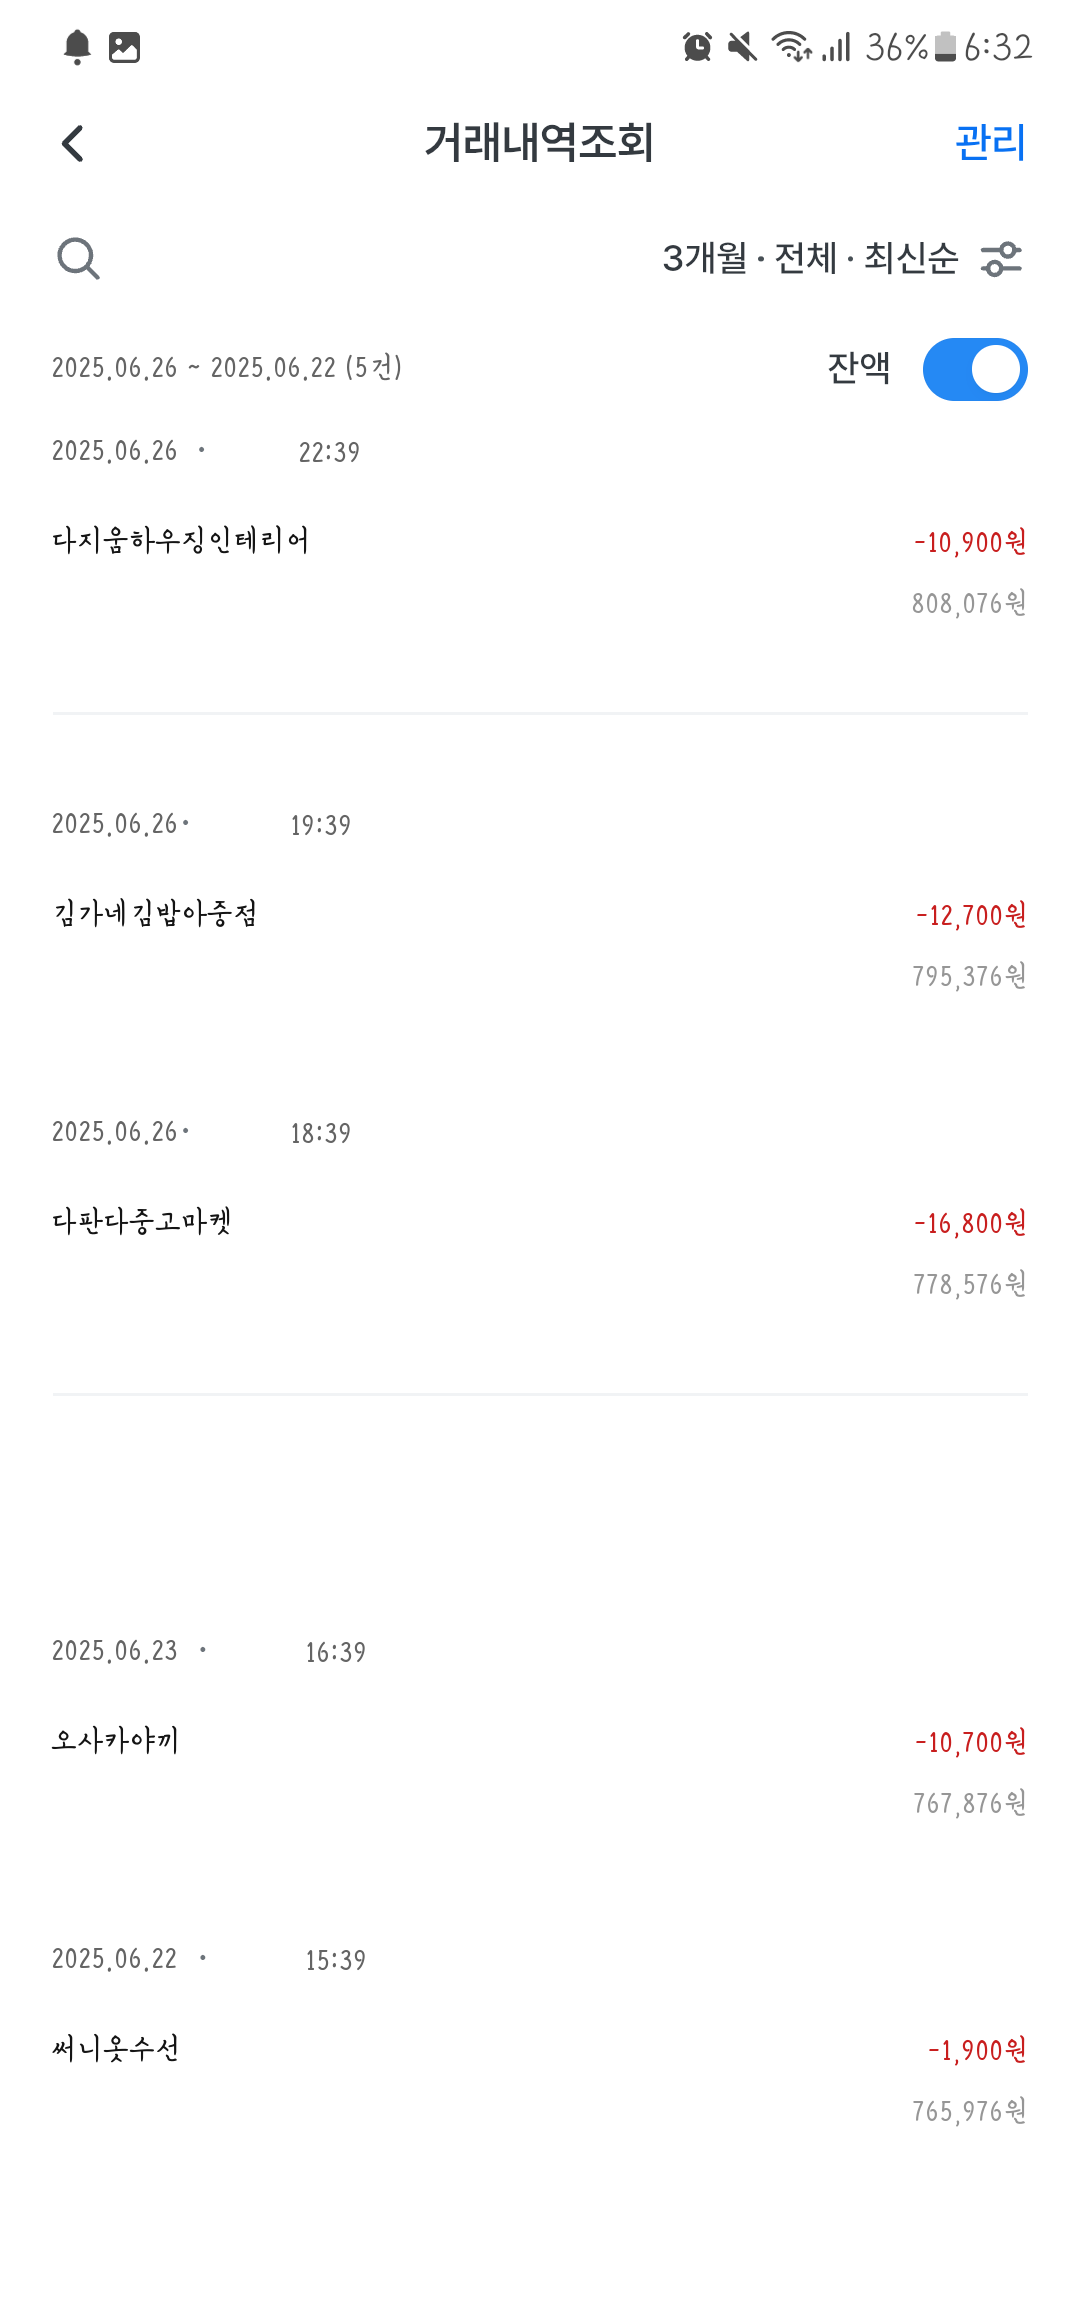 36% 6:32
거래내역조회 관리
3개월 · 전체 · 최신순
2025.06.26 ~ 2025.06.22 (5건) 잔액
2025.06.26 · 22:39
다지움하우징인테리어 -10,900원
808,076원
2025.06.26· 19:39
김가네김밥아중점 -12,700원
795,376원
2025.06.26· 18:39
다판다중고마켓 -16,800원
778,576원
2025.06.23 · 16:39
오사카야끼 -10,700원
767,876원
2025.06.22 · 15:39
써니옷수선 -1,900원
765,976원